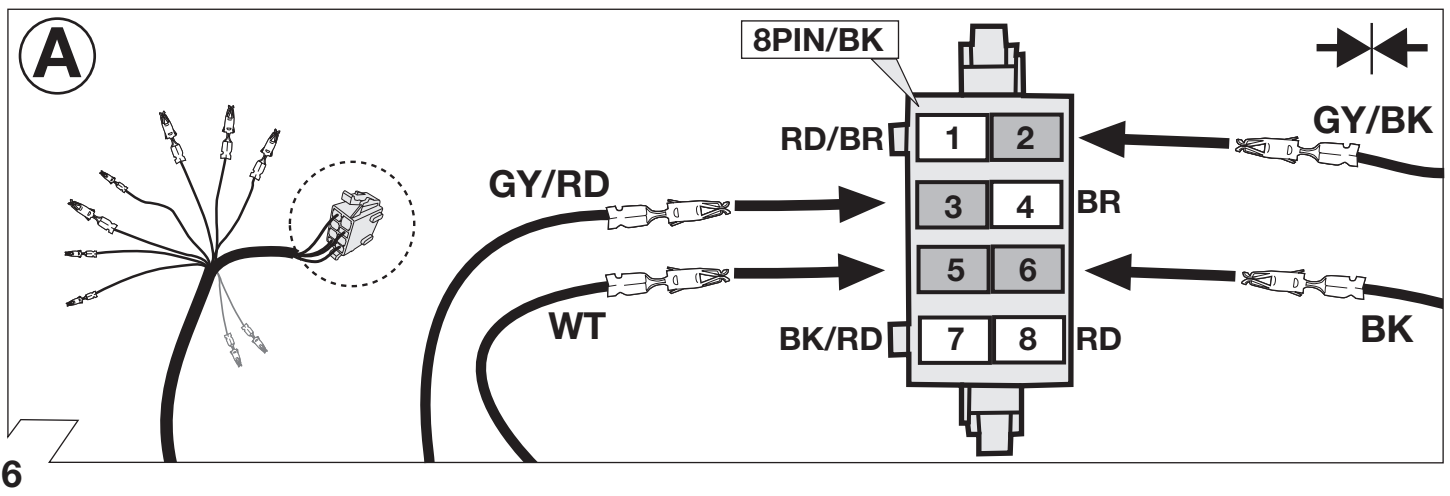 A
8PIN/BK
GY/BK
RD/BR 1 2
GY/RD
3 4 BR
5 6
WT
BK/RD 7 8 RD
BK
6